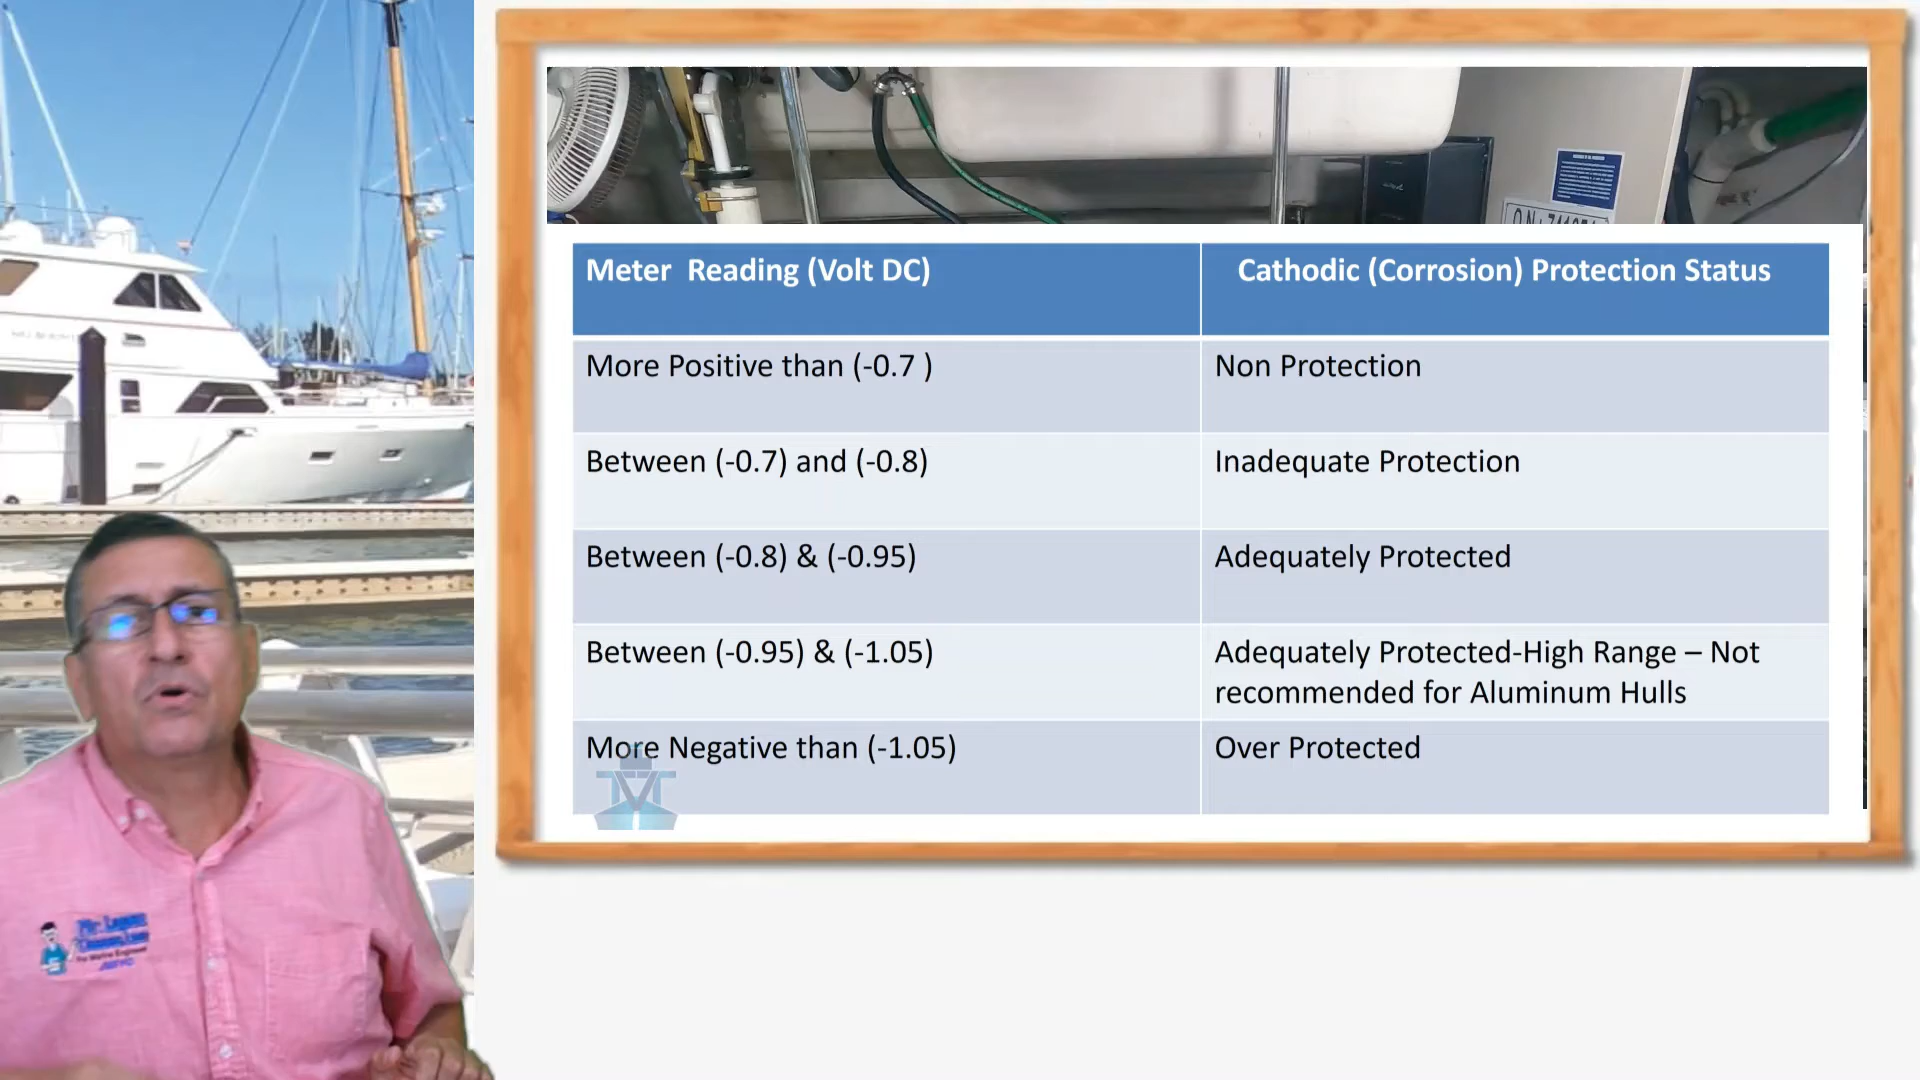 Meter  Reading (Volt DC)
Cathodic (Corrosion) Protection Status
More Positive than (-0.7 )
Non Protection
Between (-0.7) and (-0.8)
Inadequate Protection
Between (-0.8) & (-0.95)
Adequately Protected
Between (-0.95) & (-1.05)
Adequately Protected-High Range – Not
recommended for Aluminum Hulls
More Negative than (-1.05)
Over Protected